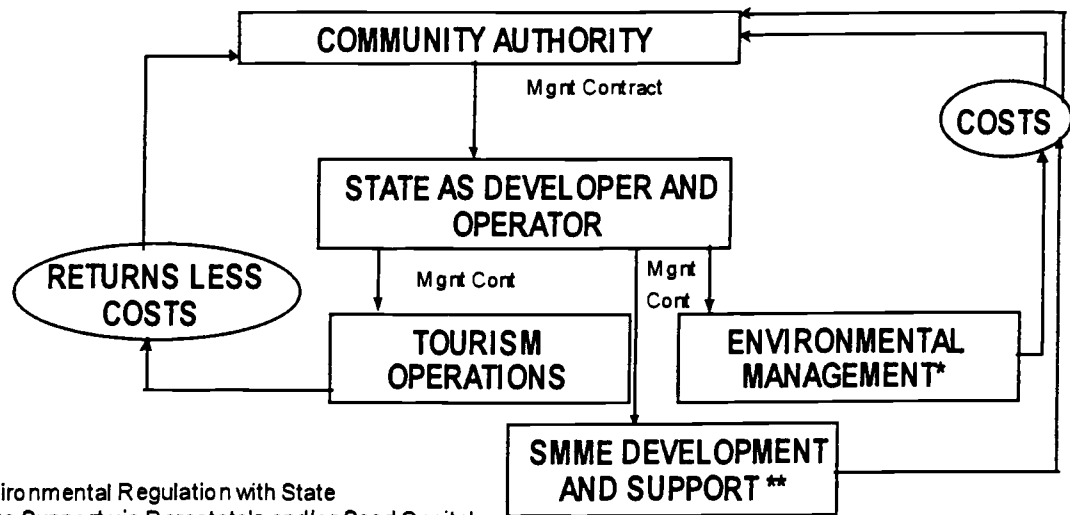 COMMUNITY AUTHORITY
Mgnt Contract
COSTS
STATE AS DEVELOPER AND
OPERATOR
RETURNS LESS
COSTS
Mgnt Cont
Mgnt
Cont
TOURISM
OPERATIONS
ENVIRONMENTAL
MANAGEMENT*
SMME DEVELOPMENT
AND SUPPORT **
Regulation with State